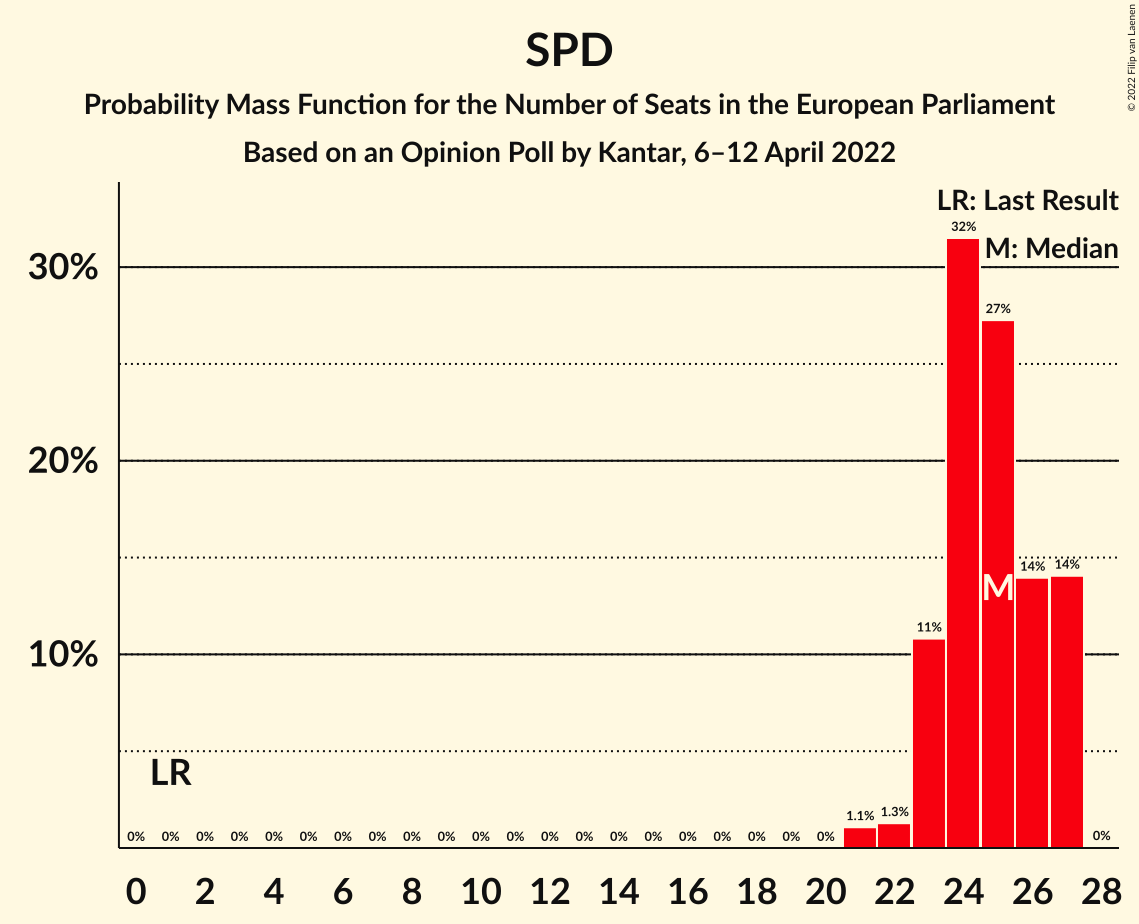 SPD
Probability Mass Function for the Number of Seats in the European Parliament
Based on an Opinion Poll by Kantar, 6–12 April 2022
© 2022 Filip van Laenen
LR: Last Result
M: Median
30%
20%
10%
32%
27%
14%
14%
11%
1.1%
1.3%
M
LR
0% 0% 0% 0% 0% 0% 0% 0% 0% 0% 0% 0% 0% 0% 0% 0% 0% 0% 0% 0% 0% 0%
0 2 4 6 8 10 12 14 16 18 20 22 24 26 28